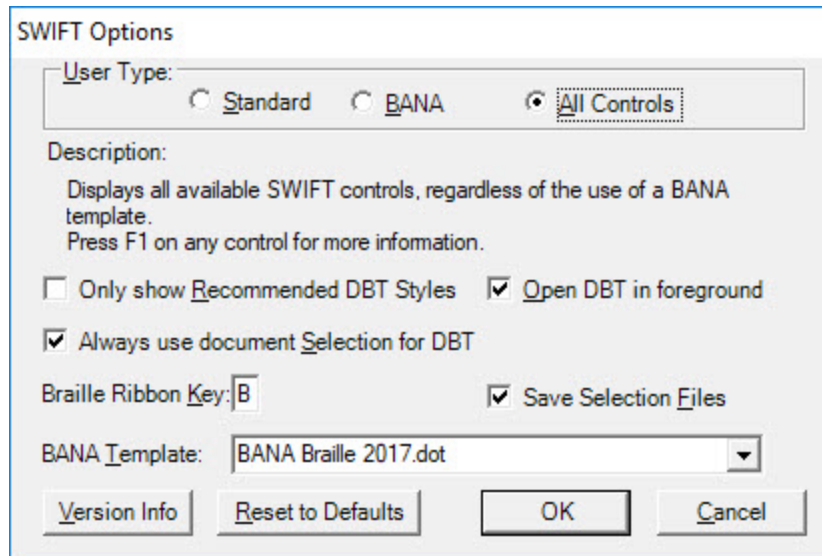 SWIFT Options
User Type:
Standard BANA All Controls
Description:
Displays all available SWIFT controls, regardless of the use of a BANA
template.
Press F1 on any control for more information.
Only show Recommended DBT Styles Open DBT in foreground
Always use document Selection for DBT
Braille Ribbon Key: B Save Selection Files
BANA Template: BANA Braille 2017.dot
Version Info Reset to Defaults OK Cancel